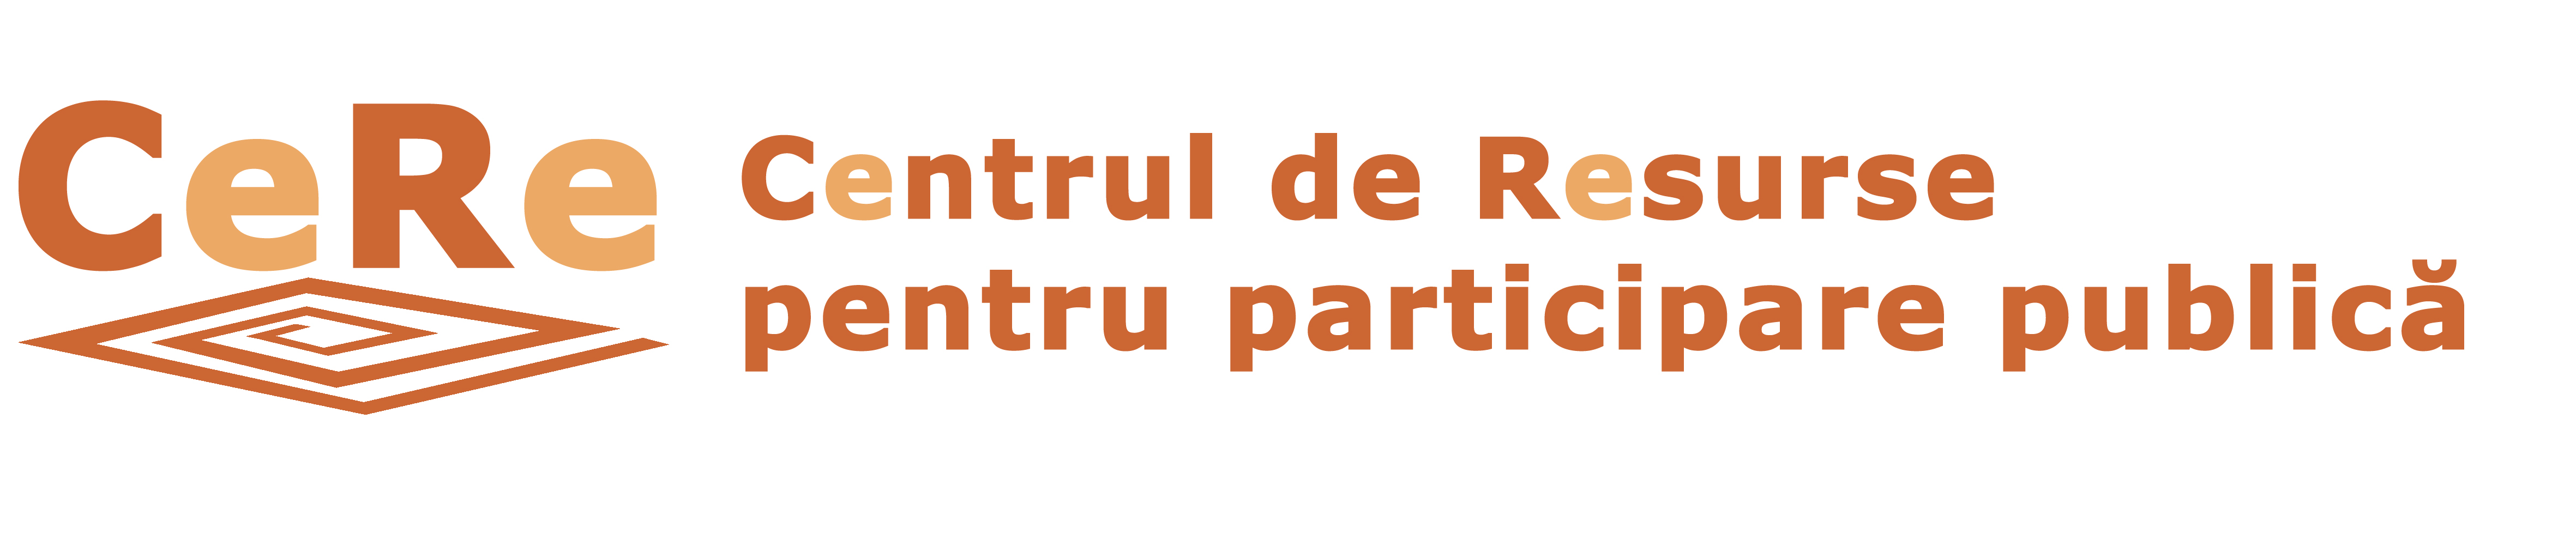 CeRe
Centrul de Resurse
pentru participare publică